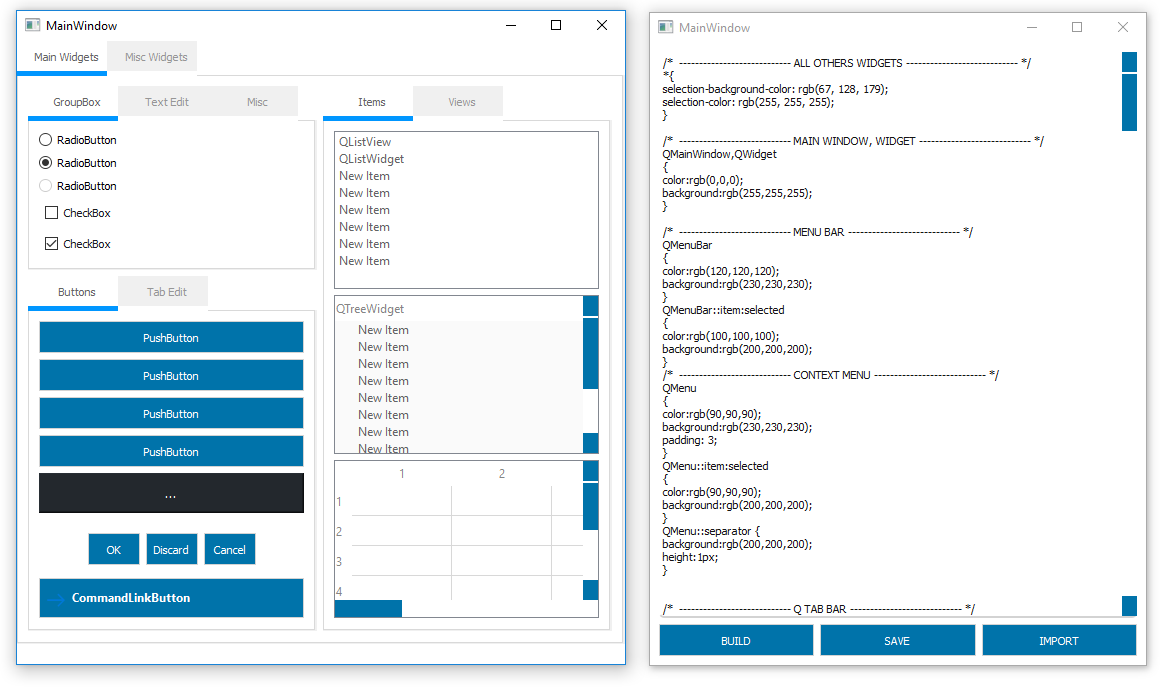 MainWindow
Main Widgets
Misc Widgets
GroupBox
Text Edit
Misc
RadioButton
RadioButton
RadioButton
CheckBox
CheckBox
Buttons
Tab Edit
PushButton
PushButton
PushButton
PushButton
...
OK
Discard
Cancel
CommandLinkButton
Items
Views
QListView
QListWidget
New Item
New Item
New Item
New Item
New Item
New Item
QTreeWidget
New Item
New Item
New Item
New Item
New Item
New Item
New Item
New Item
1
2
1
2
3
4
MainWindow
/* ---------------------------- ALL OTHERS WIDGETS ---------------------------- */
*{
selection-background-color: rgb(67, 128, 179);
selection-color: rgb(255, 255, 255);
}
/* ---------------------------- MAIN WINDOW, WIDGET ---------------------------- */
QMainWindow,QWidget
{
color:rgb(0,0,0);
background:rgb(255,255,255);
}
/* ---------------------------- MENU BAR ---------------------------- */
QMenuBar
{
color:rgb(120,120,120);
background:rgb(230,230,230);
}
QMenuBar::item:selected
{
color:rgb(100,100,100);
background:rgb(200,200,200);
}
/* ---------------------------- CONTEXT MENU ---------------------------- */
QMenu
{
color:rgb(90,90,90);
background:rgb(230,230,230);
padding: 3;
}
QMenu::item:selected
{
color:rgb(90,90,90);
background:rgb(200,200,200);
}
QMenu::separator {
background:rgb(200,200,200);
height:1px;
}
/* ---------------------------- Q TAB BAR ---------------------------- */
BUILD
SAVE
IMPORT